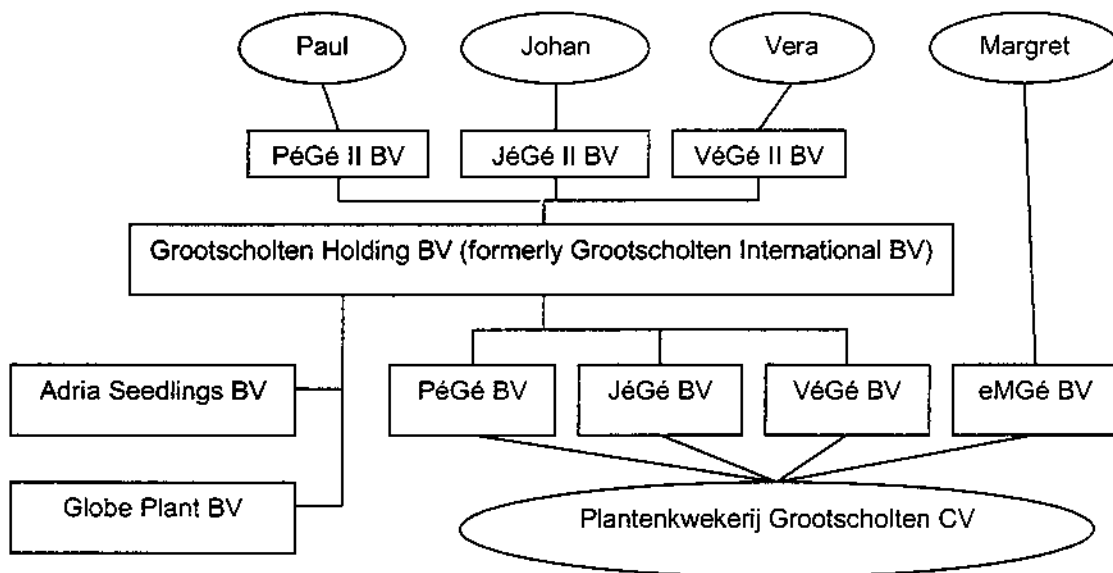 Paul
Johan
Vera
Margret
PéGé II BV
JéGé II BV
VéGé II BV
Grootscholten Holding BV (formerly Grootscholten International BV)
Adria Seedlings BV
PéGé BV
JéGé BV
VéGé BV
eMGé BV
Globe Plant BV
Plantenkwekerij Grootscholten CV